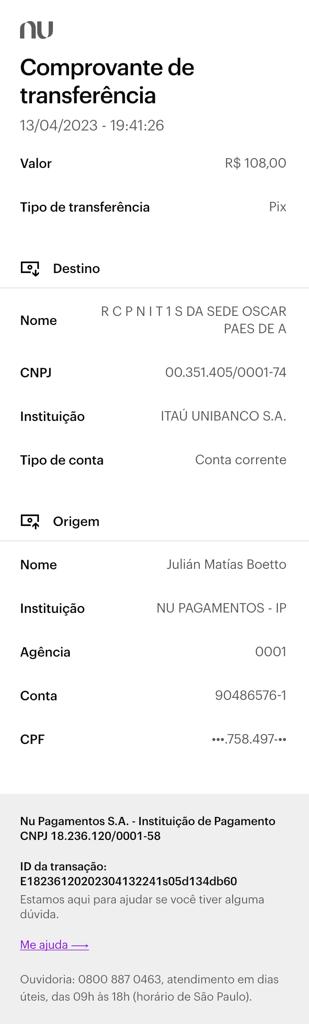 nu
Comprovante de
transferência
13/04/2023 - 19:41:26
Valor R$ 108,00
Tipo de transferência Pix
Destino
Nome R C P N I T 1 S DA SEDE OSCAR
PAES DE A
CNPJ 00.351.405/0001-74
Instituição ITAÚ UNIBANCO S.A.
Tipo de conta Conta corrente
Origem
Nome Julián Matías Boetto
Instituição NU PAGAMENTOS - IP
Agência 0001
Conta 90486576-1
CPF •••.758.497-••
Nu Pagamentos S.A. - Instituição de Pagamento
CNPJ 18.236.120/0001-58
ID da transação:
E18236120202304132241s05d134db60
Estamos aqui para ajudar se você tiver alguma
dúvida.
Me ajuda ⟶
Ouvidoria: 0800 887 0463, atendimento em dias
úteis, das 09h às 18h (horário de São Paulo).